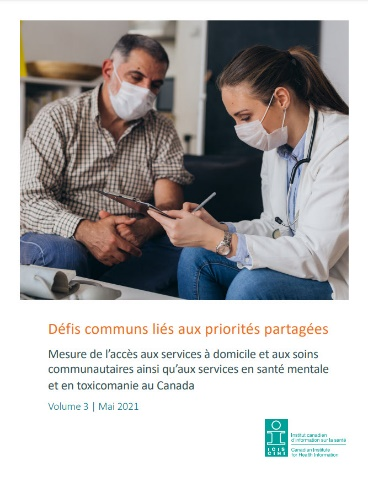 Défis communs liés aux priorités partagées
Mesure de l'accès aux services à domicile et aux soins
communautaires ainsi qu'aux services en santé mentale
et en toxicomanie au Canada
Volume 3 | Mai 2021
ICIS
CIHI
Institut canadien
d'information sur la santé
Canadian Institute
for Health Information